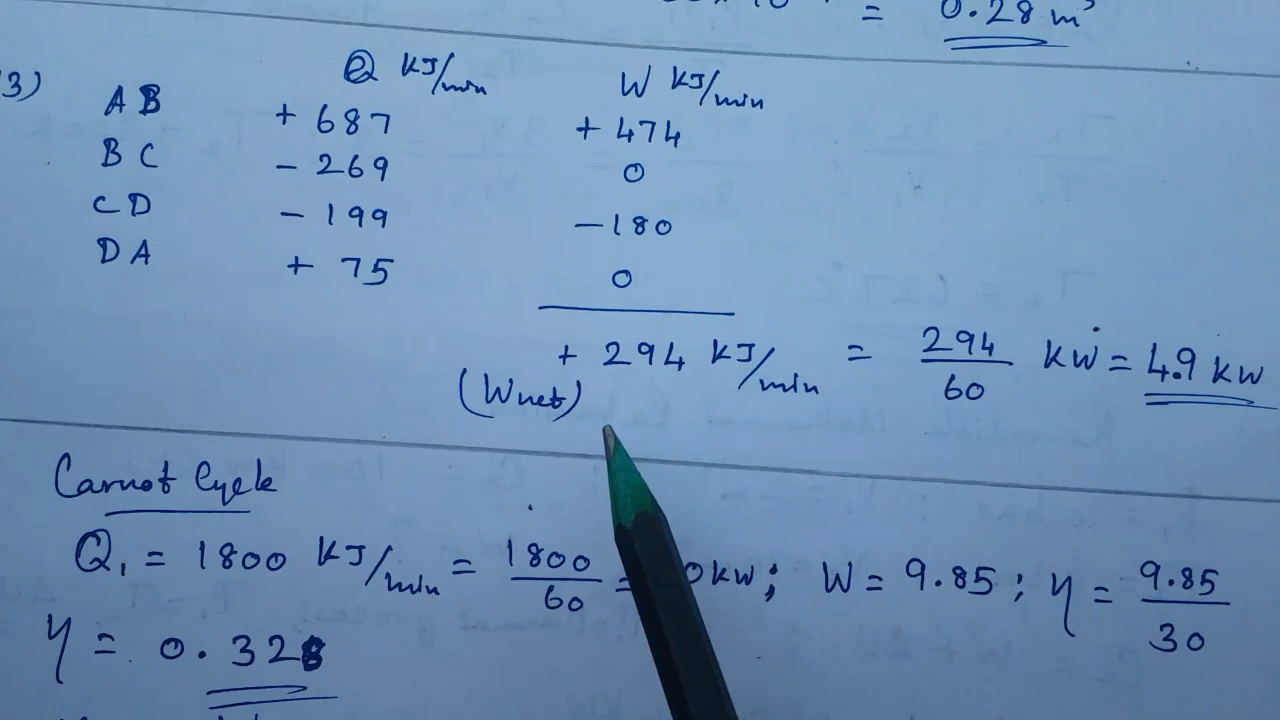 = 0.28 m³
3) Q KJ/min W KJ/min
AB + 687 + 474
BC - 269 0
CD - 199 - 180
DA + 75 0
+ 294 KJ/min = 294/60 KW = 4.9 KW
(Wnet)
Carnot Cycle
Q₁ = 1800 KJ/min = 1800/60 = 0 KW; W = 9.85; η = 9.85/30
η = 0.328